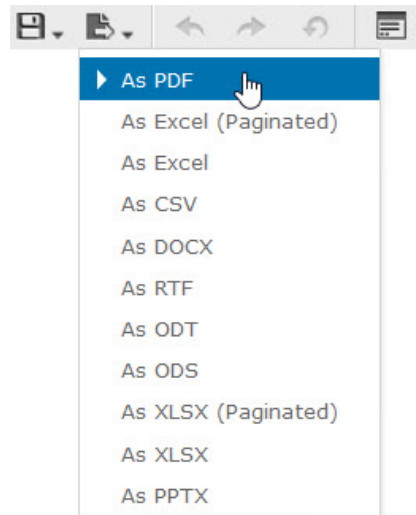 As PDF
As Excel (Paginated)
As Excel
As CSV
As DOCX
As RTF
As ODT
As ODS
As XLSX (Paginated)
As XLSX
As PPTX